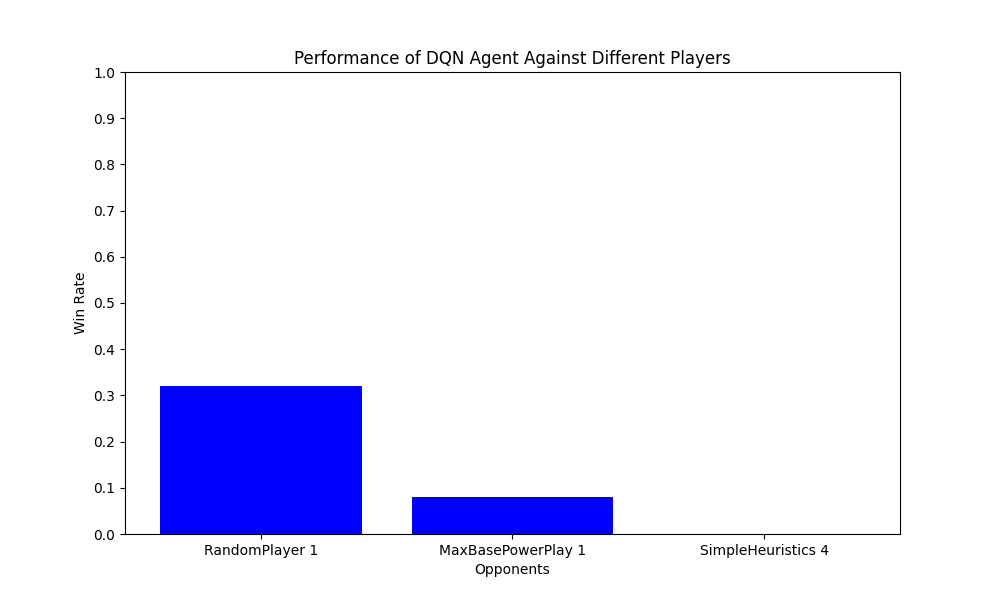 Performance of DQN Agent Against Different Players
1.0
0.9
0.8
0.7
0.6
0.5
0.4
0.3
0.2
0.1
0.0
Win Rate
RandomPlayer 1
MaxBasePowerPlay 1
SimpleHeuristics 4
Opponents